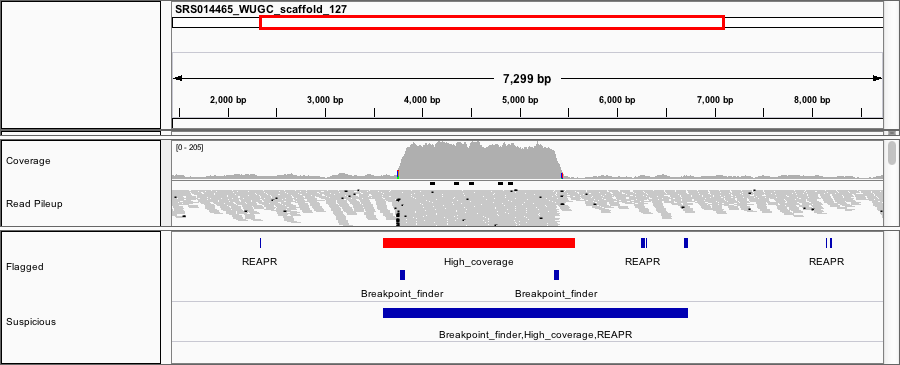 SRS014465_WUGC_scaffold_127
7,299 bp
2,000 bp 3,000 bp 4,000 bp 5,000 bp 6,000 bp 7,000 bp 8,000 bp
[0 - 205]
Coverage
Read Pileup
Flagged
REAPR High_coverage REAPR REAPR
Breakpoint_finder Breakpoint_finder
Suspicious
Breakpoint_finder,High_coverage,REAPR